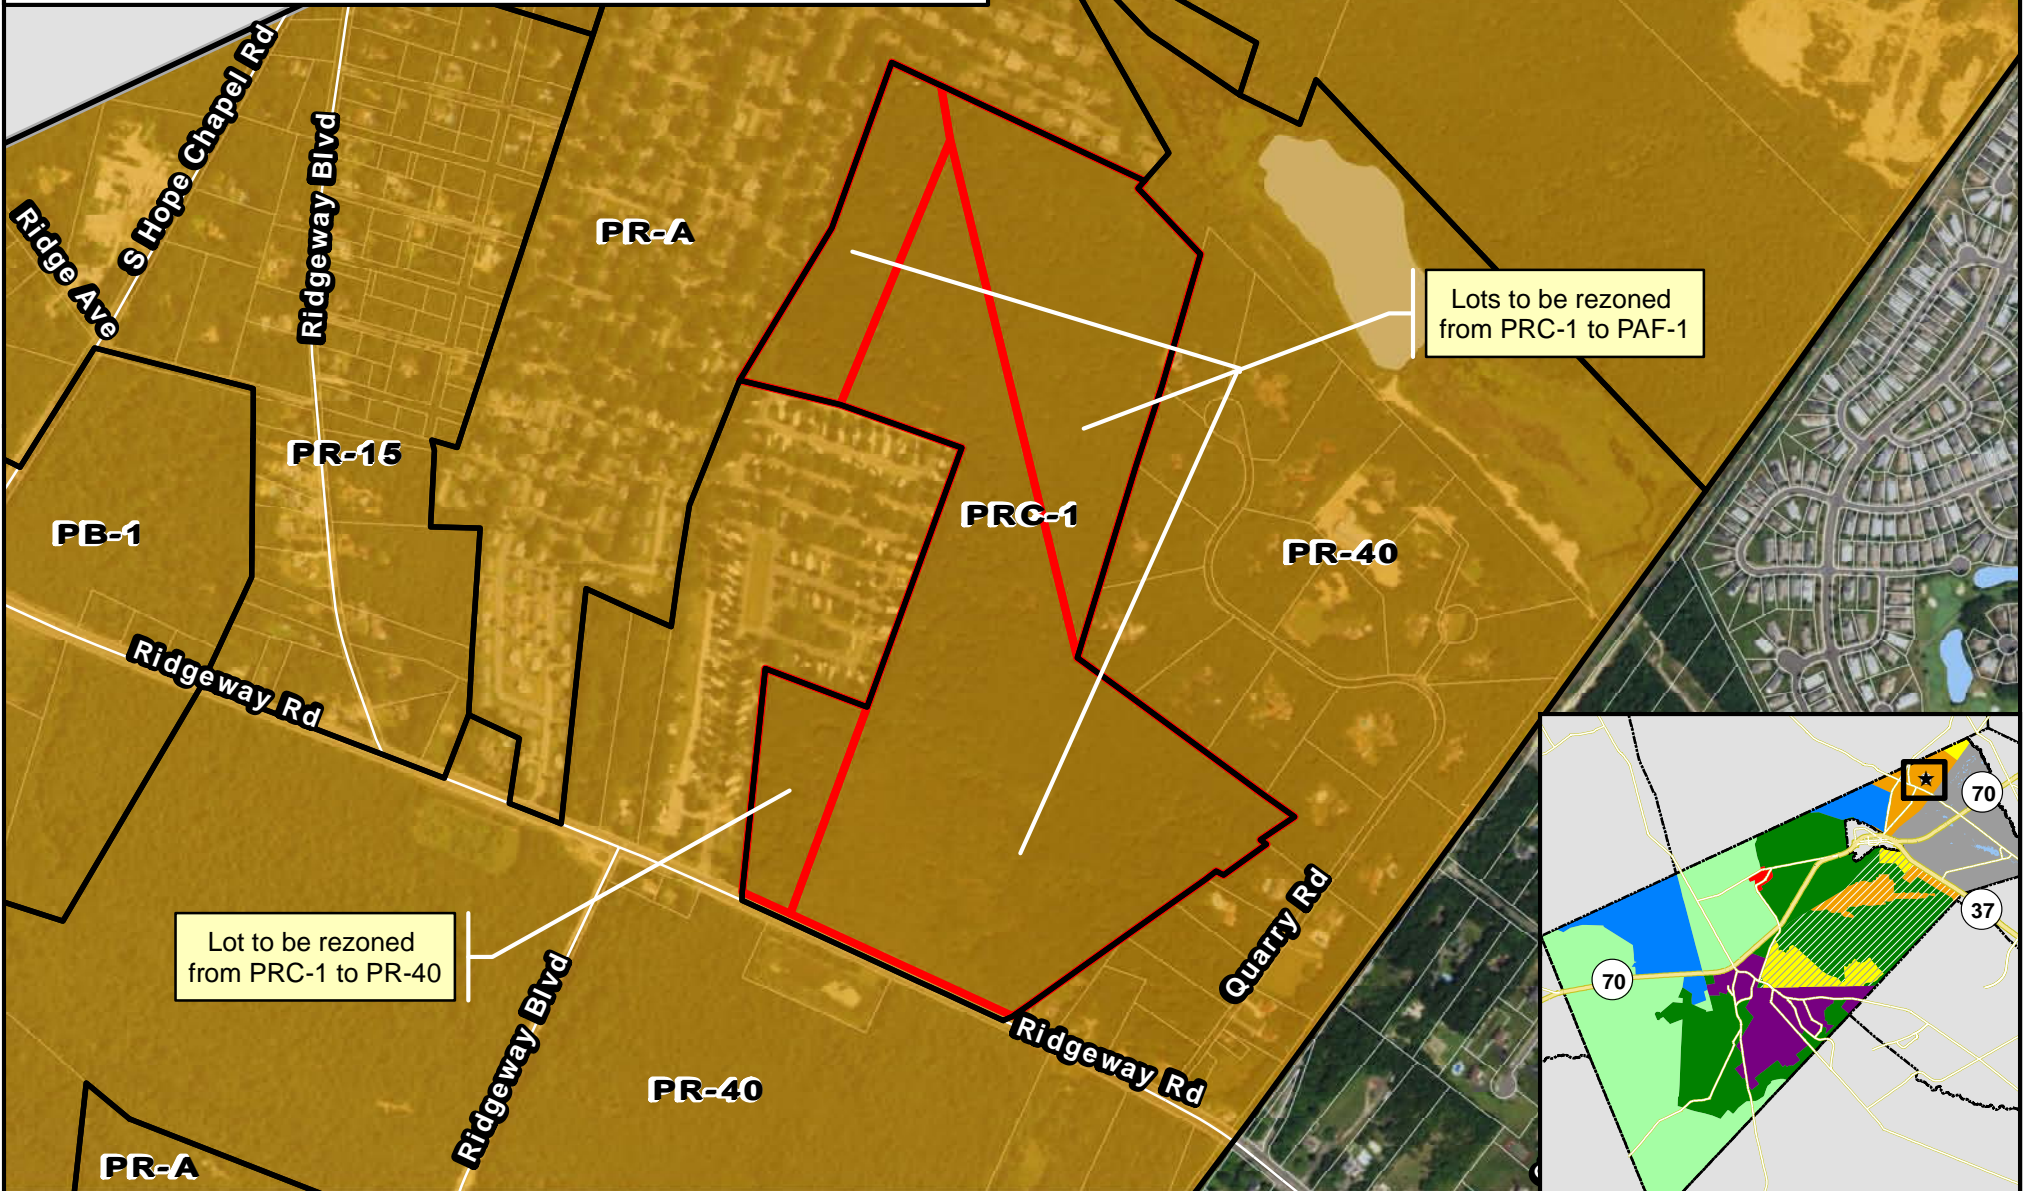 S Hope Chapel Rd
Ridgeway Blvd
Ridge Ave
PR-A
Lots to be rezoned
from PRC-1 to PAF-1
PR-15
PB-1
PRC-1
PR-40
Ridgeway Rd
Lot to be rezoned
from PRC-1 to PR-40
Ridgeway Blvd
Quarry Rd
Ridgeway Rd
PR-40
PR-A
70
37
70